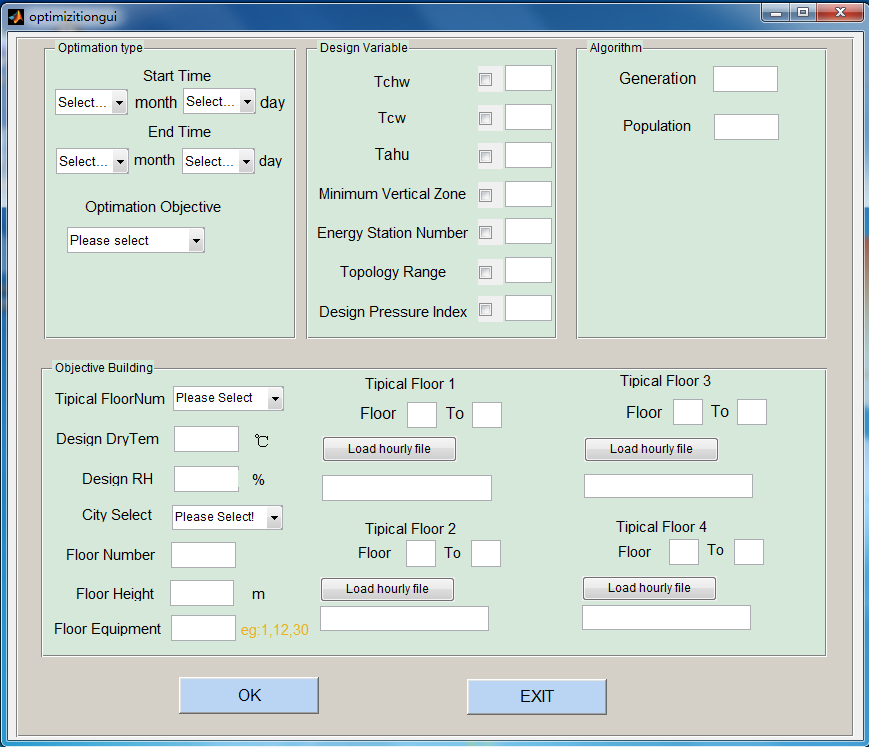 optimizitiongui
Optimation type
Start Time
Select... month Select... day
End Time
Select... month Select... day
Optimation Objective
Please select
Design Variable
Tchw
Tcw
Tahu
Minimum Vertical Zone
Energy Station Number
Topology Range
Design Pressure Index
Algorithm
Generation
Population
Objective Building
Tipical FloorNum Please Select
Design DryTem ℃
Design RH %
City Select Please Select!
Floor Number
Floor Height m
Floor Equipment eg:1,12,30
Tipical Floor 1
Floor To
Load hourly file
Tipical Floor 2
Floor To
Load hourly file
Tipical Floor 3
Floor To
Load hourly file
Tipical Floor 4
Floor To
Load hourly file
OK
EXIT